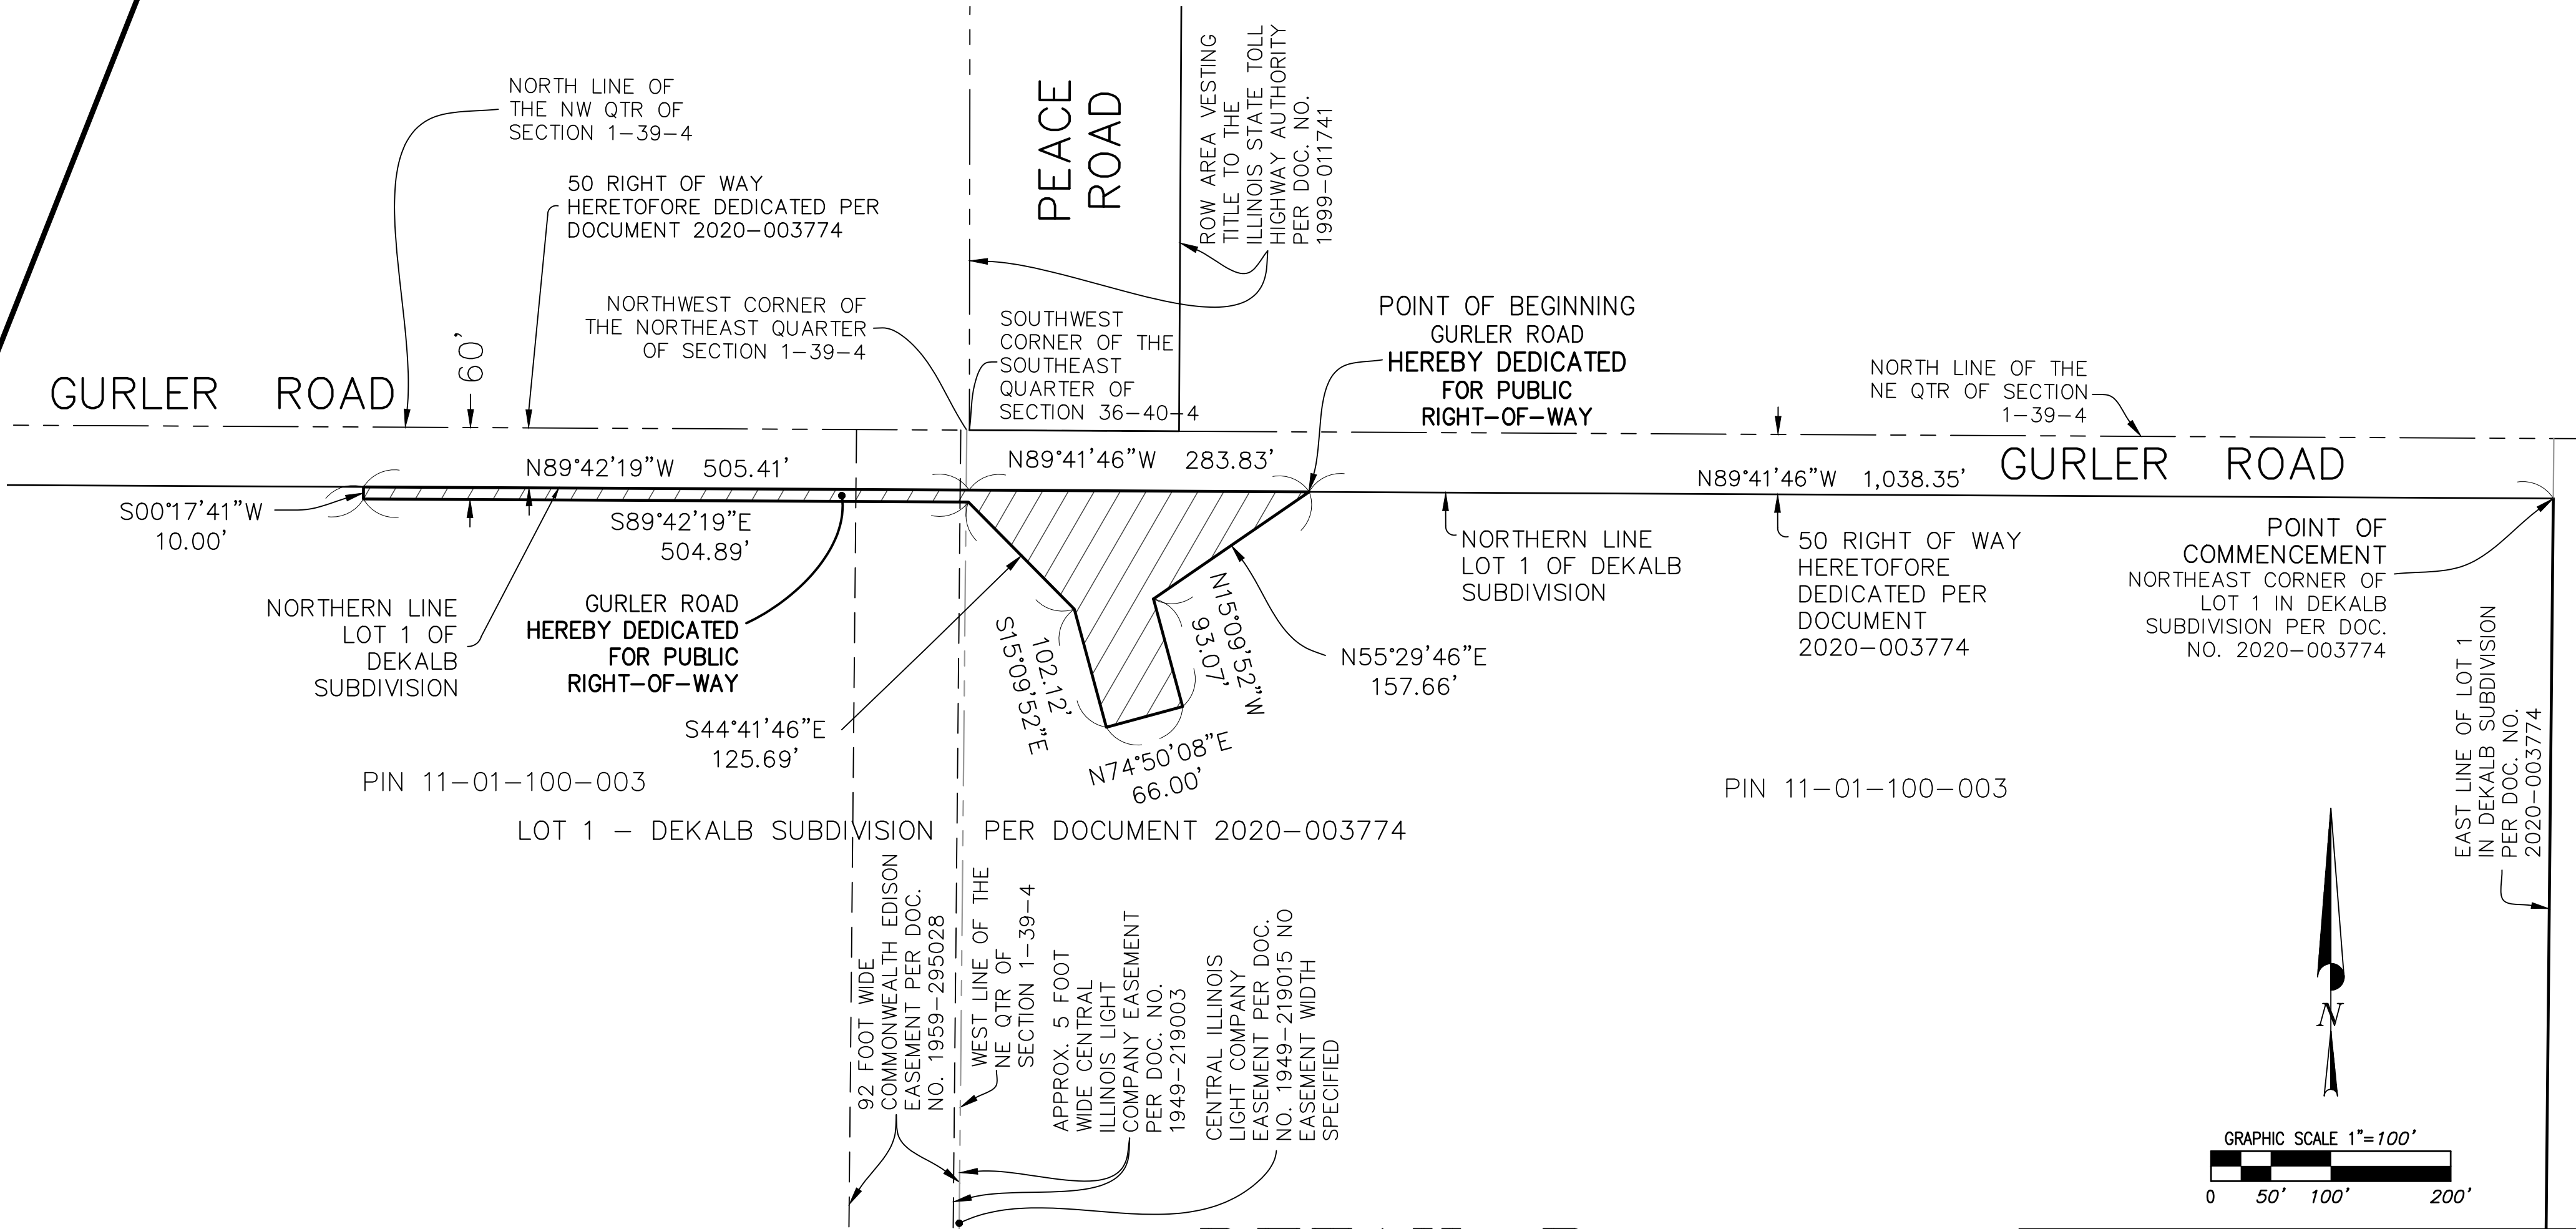 NORTH LINE OF
THE NW QTR OF
SECTION 1-39-4
50 RIGHT OF WAY
HERETOFORE DEDICATED PER
DOCUMENT 2020-003774
PEACE
ROAD
ROW AREA VESTING
TITLE TO THE
ILLINOIS STATE TOLL
HIGHWAY AUTHORITY
PER DOC. NO.
1999-011741
NORTHWEST CORNER OF
THE NORTHEAST QUARTER
OF SECTION 1-39-4
SOUTHWEST
CORNER OF THE
SOUTHEAST
QUARTER OF
SECTION 36-40-4
POINT OF BEGINNING
GURLER ROAD
HEREBY DEDICATED
FOR PUBLIC
RIGHT-OF-WAY
NORTH LINE OF THE
NE QTR OF SECTION
1-39-4
GURLER ROAD
60'
N89°42'19"W 505.41'
N89°41'46"W 283.83'
N89°41'46"W 1,038.35'
GURLER ROAD
S00°17'41"W
10.00'
S89°42'19"E
504.89'
NORTHERN LINE
LOT 1 OF
DEKALB
SUBDIVISION
GURLER ROAD
HEREBY DEDICATED
FOR PUBLIC
RIGHT-OF-WAY
S44°41'46"E
125.69'
102.12'
S15°09'52"E
N74°50'08"E
66.00'
N15°09'52"W
93.07'
N55°29'46"E
157.66'
NORTHERN LINE
LOT 1 OF DEKALB
SUBDIVISION
50 RIGHT OF WAY
HERETOFORE
DEDICATED PER
DOCUMENT
2020-003774
POINT OF
COMMENCEMENT
NORTHEAST CORNER OF
LOT 1 IN DEKALB
SUBDIVISION PER DOC.
NO. 2020-003774
EAST LINE OF LOT 1
IN DEKALB SUBDIVISION
PER DOC. NO.
2020-003774
PIN 11-01-100-003
PIN 11-01-100-003
LOT 1 - DEKALB SUBDIVISION PER DOCUMENT 2020-003774
92 FOOT WIDE
COMMONWEALTH EDISON
EASEMENT PER DOC.
NO. 1959-295028
WEST LINE OF THE
NE QTR OF
SECTION 1-39-4
APPROX. 5 FOOT
WIDE CENTRAL
ILLINOIS LIGHT
COMPANY EASEMENT
PER DOC. NO.
1949-219003
CENTRAL ILLINOIS
LIGHT COMPANY
EASEMENT PER DOC.
NO. 1949-219015 NO
EASEMENT WIDTH
SPECIFIED
N
GRAPHIC SCALE 1"=100'
0 50' 100' 200'